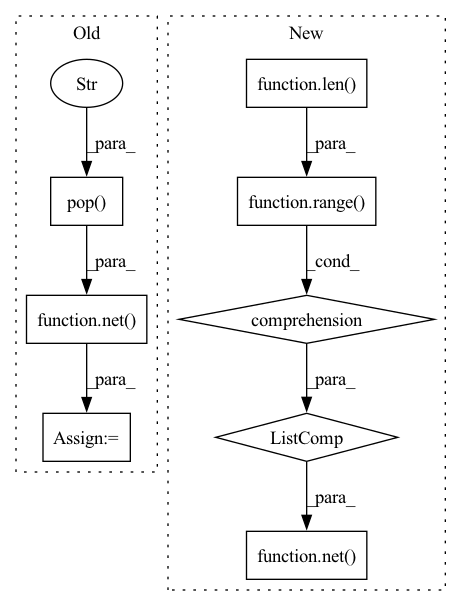 Old
Str
_para_
pop()
_para_
function.net()
_para_
Assign:=
New
function.len()
_para_
function.range()
_cond_
comprehension
_para_
ListComp
_para_
function.net()